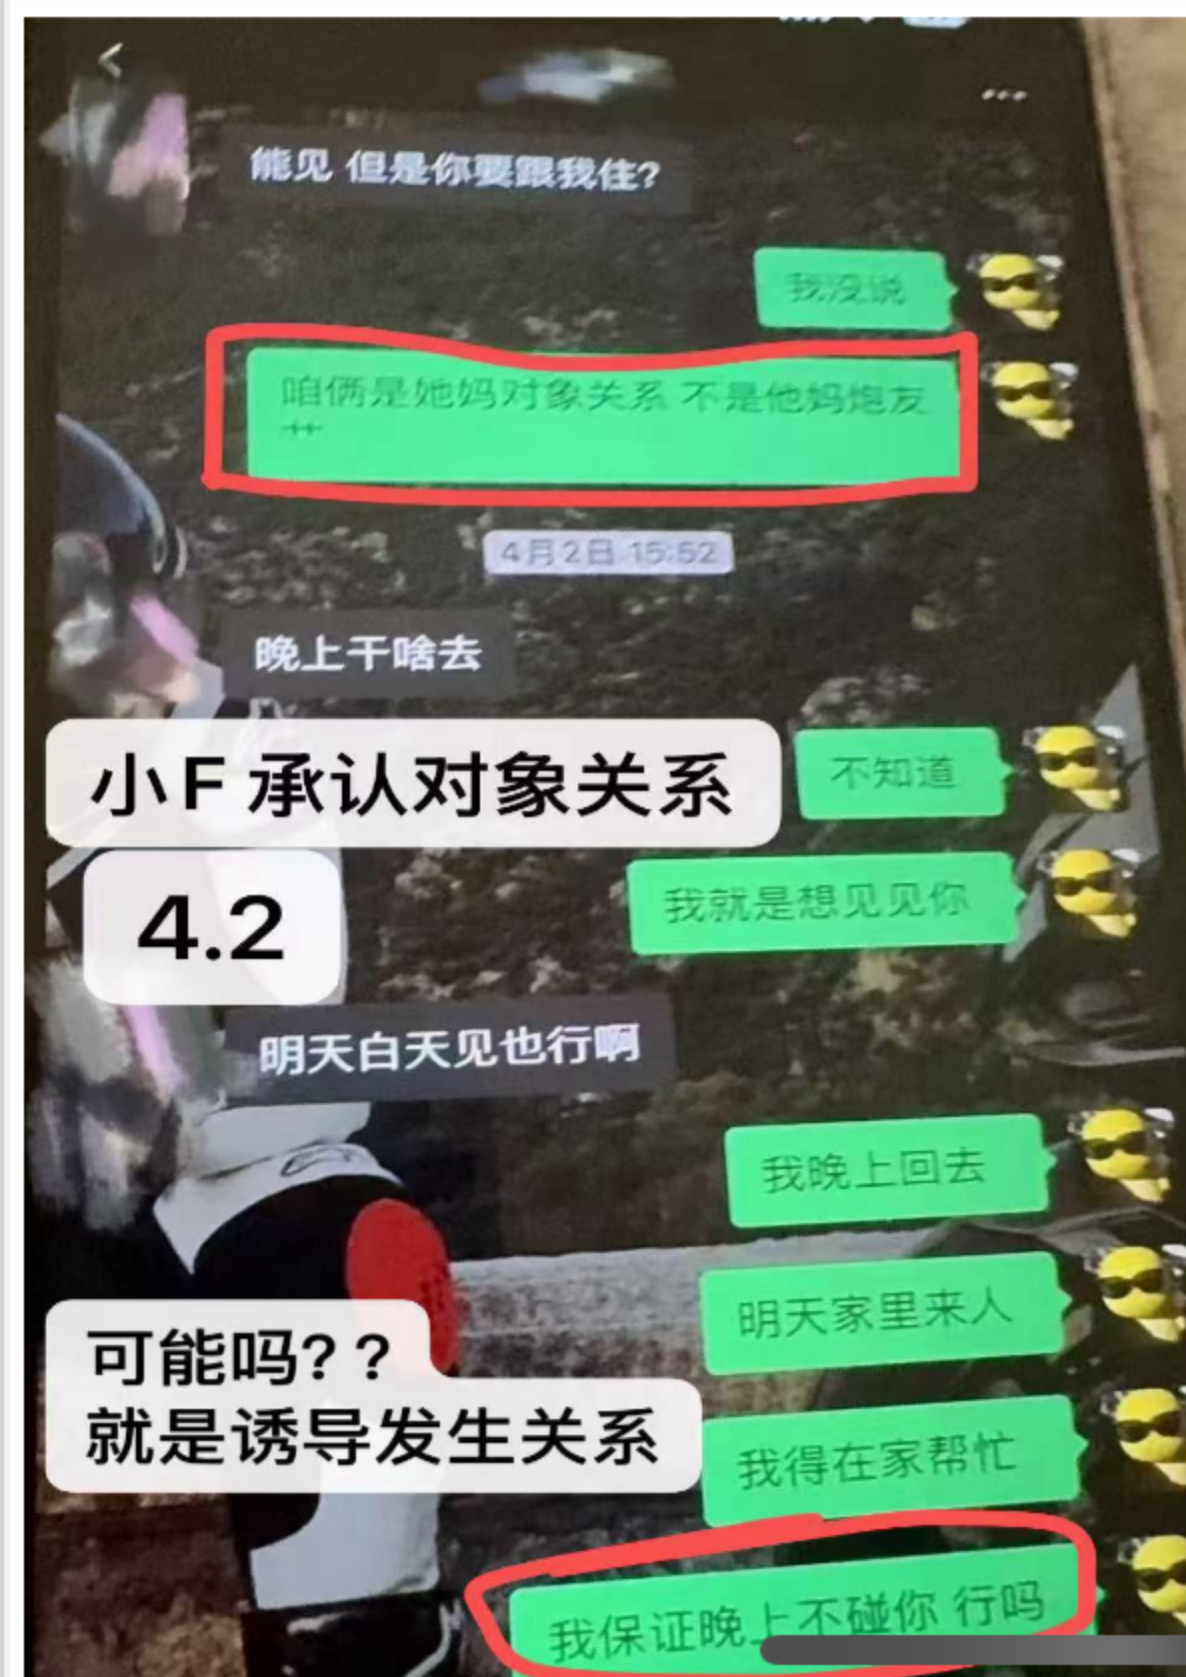 能见 但是你要跟我住?
我没说
咱俩是她妈对象关系 不是他妈炮友
艹
4月2日 15:52
晚上干啥去
小F承认对象关系
不知道
4.2
我就是想见见你
明天白天见也行啊
我晚上回去
明天家里来人
可能吗？？
就是诱导发生关系
我得在家帮忙
我保证晚上不碰你 行吗